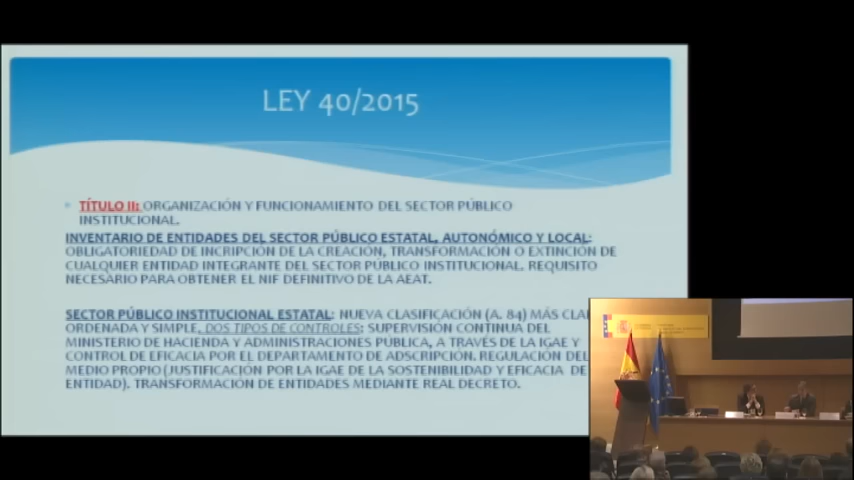 LEY 40/2015
TÍTULO II: ORGANIZACIÓN Y FUNCIONAMIENTO DEL SECTOR PÚBLICO
INSTITUCIONAL.
INVENTARIO DE ENTIDADES DEL SECTOR PÚBLICO ESTATAL, AUTONÓMICO Y LOCAL:
OBLIGATORIEDAD DE INCRIPCIÓN DE LA CREACIÓN, TRANSFORMACIÓN O EXTINCIÓN DE
CUALQUIER ENTIDAD INTEGRANTE DEL SECTOR PÚBLICO INSTITUCIONAL. REQUISITO
NECESARIO PARA OBTENER EL NIF DEFINITIVO DE LA AEAT.
SECTOR PÚBLICO INSTITUCIONAL ESTATAL: NUEVA CLASIFICACIÓN (A. 84) MÁS CLA
ORDENADA Y SIMPLE, DOS TIPOS DE CONTROLES: SUPERVISIÓN CONTINUA DEL
MINISTERIO DE HACIENDA Y ADMINISTRACIONES PÚBLICA, A TRAVÉS DE LA IGAE Y
CONTROL DE EFICACIA POR EL DEPARTAMENTO DE ADSCRIPCIÓN. REGULACIÓN DEL
MEDIO PROPIO (JUSTIFICACIÓN POR LA IGAE DE LA SOSTENIBILIDAD Y EFICACIA DE
ENTIDAD). TRANSFORMACIÓN DE ENTIDADES MEDIANTE REAL DECRETO.